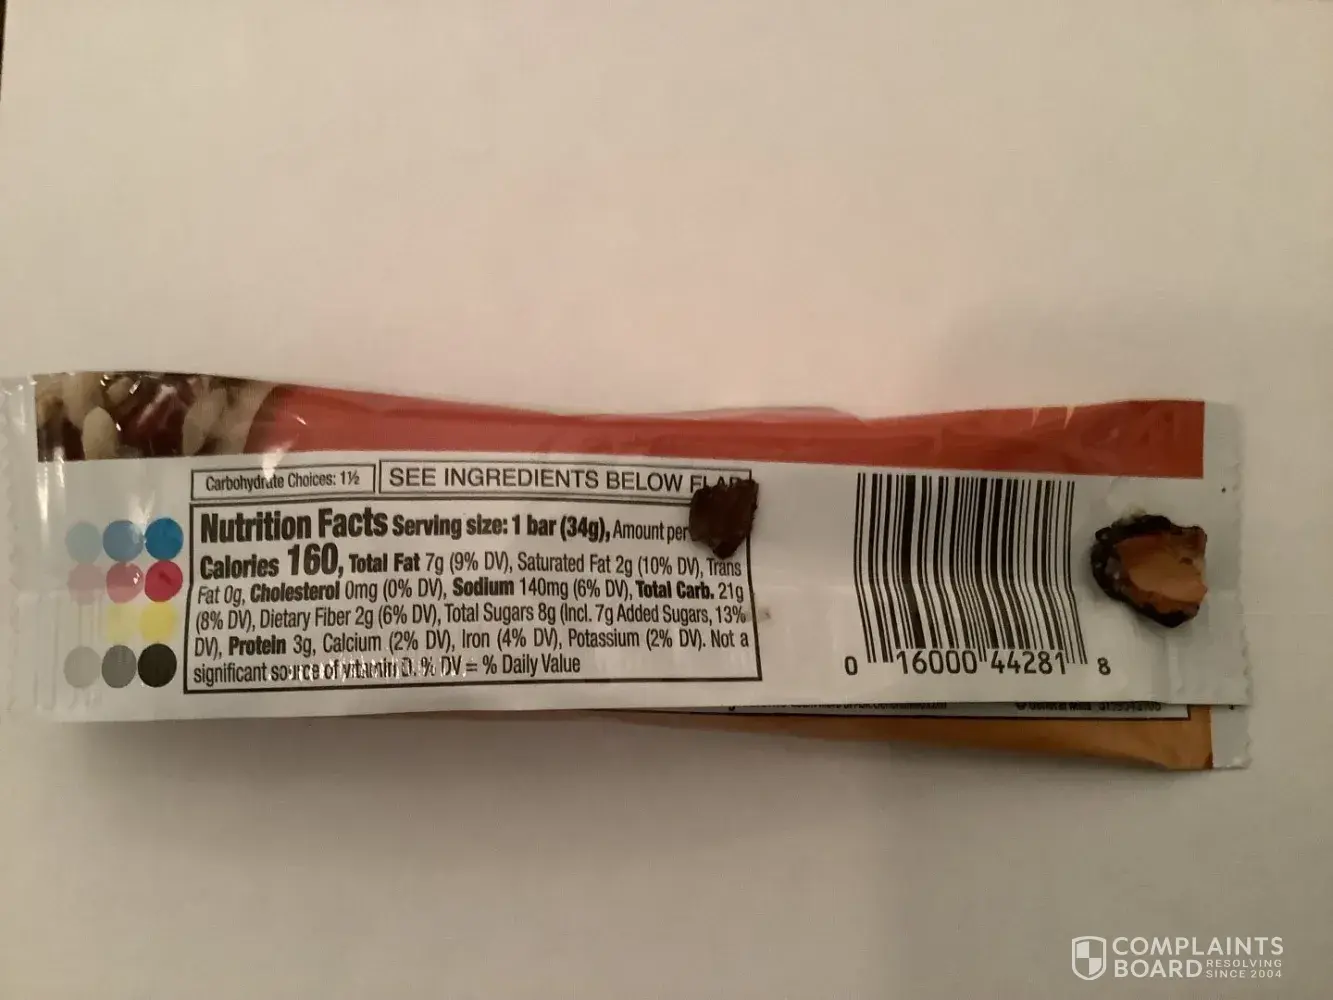 Carbohydrate Choices: 1½
SEE INGREDIENTS BELOW FLAP
Nutrition Facts Serving size: 1 bar (34g), Amount per
Calories 160, Total Fat 7g (9% DV), Saturated Fat 2g (10% DV), Trans
Fat 0g, Cholesterol 0mg (0% DV), Sodium 140mg (6% DV), Total Carb. 21g
(8% DV), Dietary Fiber 2g (6% DV), Total Sugars 8g (Incl. 7g Added Sugars, 13%
DV), Protein 3g, Calcium (2% DV), Iron (4% DV), Potassium (2% DV). Not a
significant source of vitamin D. % DV = % Daily Value
0 16000 44281 8
General Mills
COMPLAINTS
BOARD RESOLVING
SINCE 2004